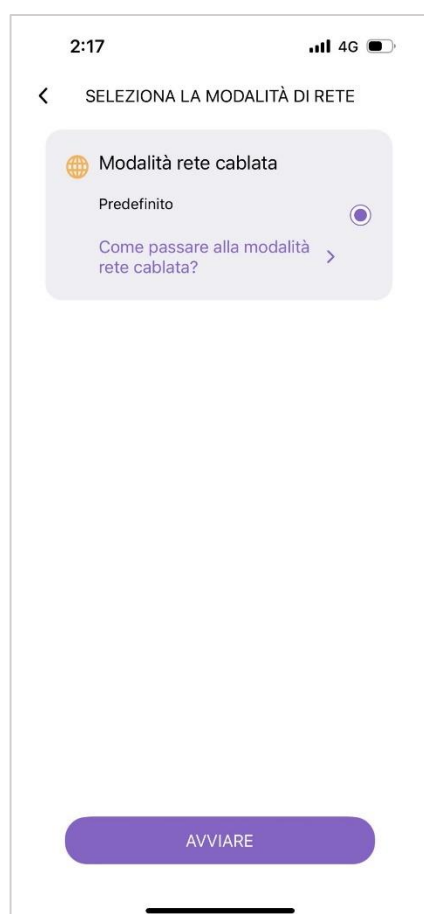 2:17 4G
SELEZIONA LA MODALITÀ DI RETE
Modalità rete cablata
Predefinito
Come passare alla modalità
rete cablata?
AVVIARE